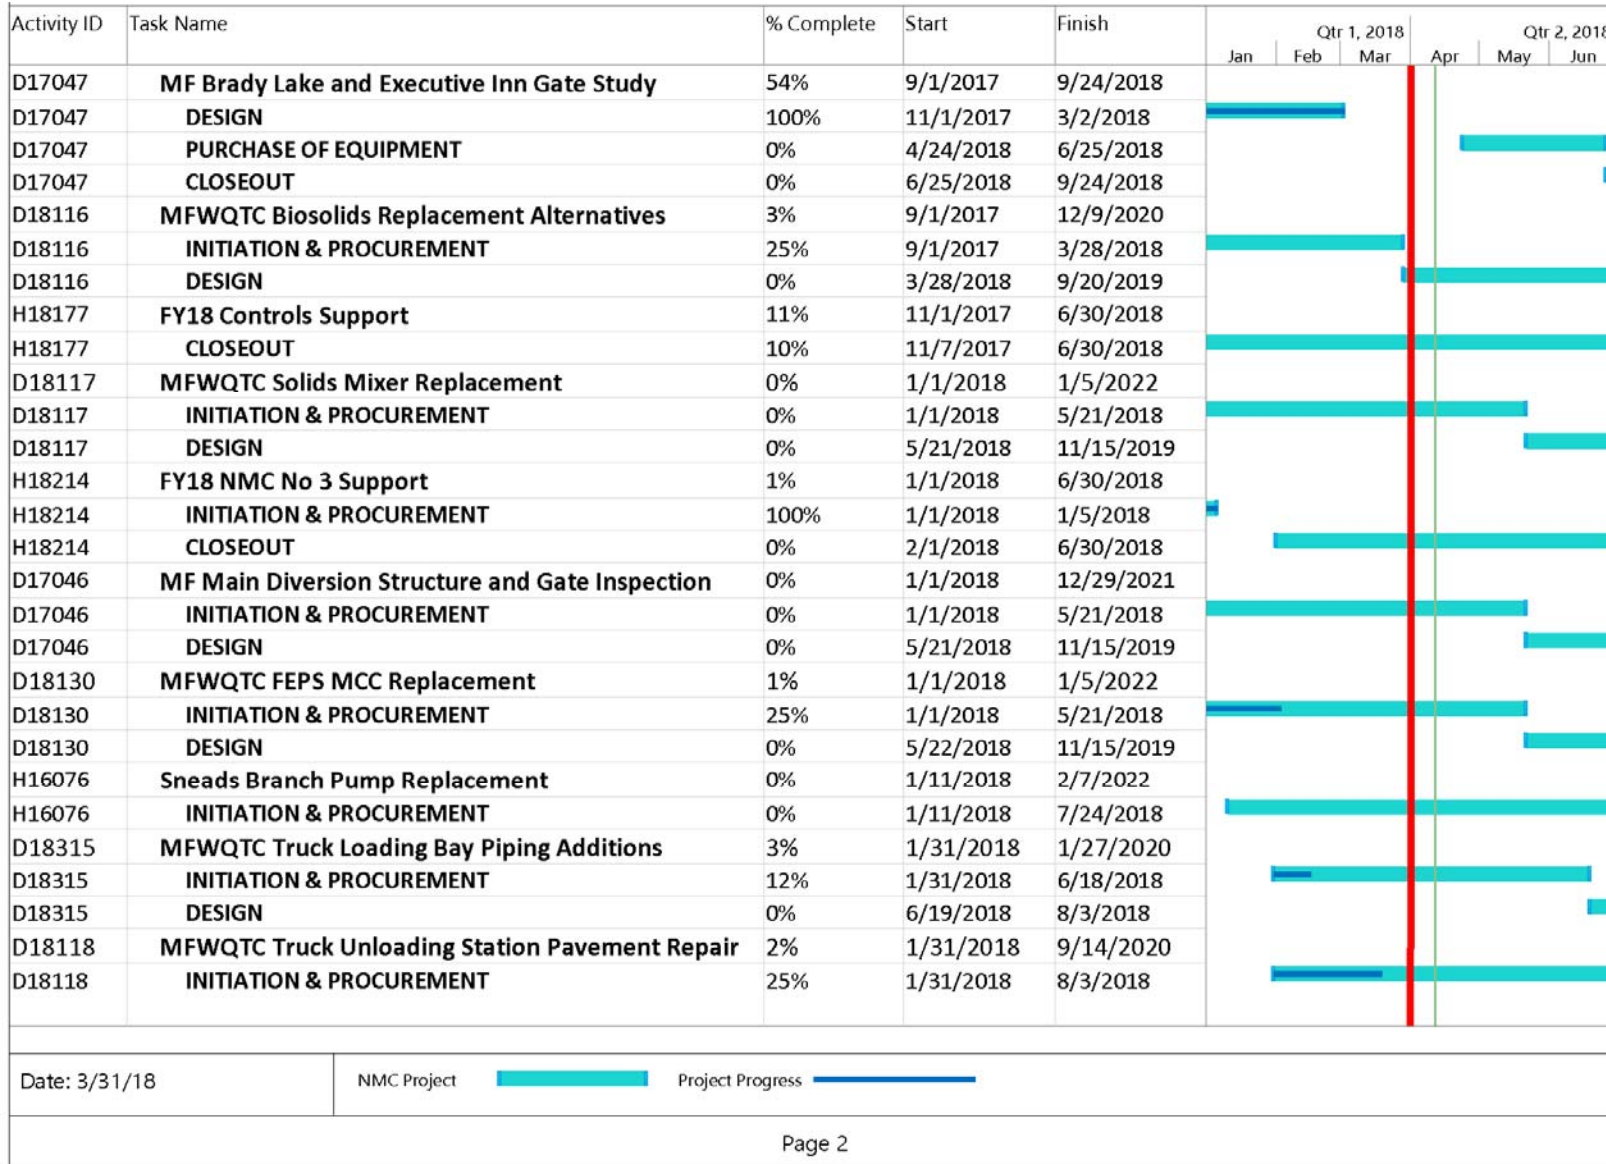 Activity ID Task Name % Complete Start Finish Qtr 1, 2018 Qtr 2, 2018
Jan Feb Mar Apr May Jun
D17047 MF Brady Lake and Executive Inn Gate Study 54% 9/1/2017 9/24/2018
D17047 DESIGN 100% 11/1/2017 3/2/2018
D17047 PURCHASE OF EQUIPMENT 0% 4/24/2018 6/25/2018
D17047 CLOSEOUT 0% 6/25/2018 9/24/2018
D18116 MFWQTC Biosolids Replacement Alternatives 3% 9/1/2017 12/9/2020
D18116 INITIATION & PROCUREMENT 25% 9/1/2017 3/28/2018
D18116 DESIGN 0% 3/28/2018 9/20/2019
H18177 FY18 Controls Support 11% 11/1/2017 6/30/2018
H18177 CLOSEOUT 10% 11/7/2017 6/30/2018
D18117 MFWQTC Solids Mixer Replacement 0% 1/1/2018 1/5/2022
D18117 INITIATION & PROCUREMENT 0% 1/1/2018 5/21/2018
D18117 DESIGN 0% 5/21/2018 11/15/2019
H18214 FY18 NMC No 3 Support 1% 1/1/2018 6/30/2018
H18214 INITIATION & PROCUREMENT 100% 1/1/2018 1/5/2018
H18214 CLOSEOUT 0% 2/1/2018 6/30/2018
D17046 MF Main Diversion Structure and Gate Inspection 0% 1/1/2018 12/29/2021
D17046 INITIATION & PROCUREMENT 0% 1/1/2018 5/21/2018
D17046 DESIGN 0% 5/21/2018 11/15/2019
D18130 MFWQTC FEPS MCC Replacement 1% 1/1/2018 1/5/2022
D18130 INITIATION & PROCUREMENT 25% 1/1/2018 5/21/2018
D18130 DESIGN 0% 5/22/2018 11/15/2019
H16076 Sneads Branch Pump Replacement 0% 1/11/2018 2/7/2022
H16076 INITIATION & PROCUREMENT 0% 1/11/2018 7/24/2018
D18315 MFWQTC Truck Loading Bay Piping Additions 3% 1/31/2018 1/27/2020
D18315 INITIATION & PROCUREMENT 12% 1/31/2018 6/18/2018
D18315 DESIGN 0% 6/19/2018 8/3/2018
D18118 MFWQTC Truck Unloading Station Pavement Repair 2% 1/31/2018 9/14/2020
D18118 INITIATION & PROCUREMENT 25% 1/31/2018 8/3/2018
Date: 3/31/18 NMC Project Project Progress
Page 2